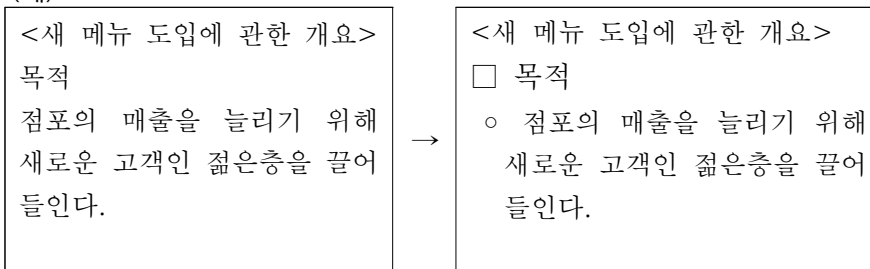 <새 메뉴 도입에 관한 개요>
목적
점포의 매출을 늘리기 위해
새로운 고객인 젊은층을 끌어
들인다.
→
<새 메뉴 도입에 관한 개요>
□ 목적
○ 점포의 매출을 늘리기 위해
새로운 고객인 젊은층을 끌어
들인다.